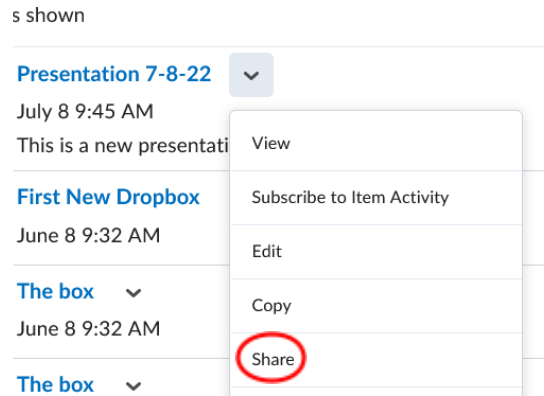 s shown
Presentation 7-8-22
July 8 9:45 AM
This is a new presentati
View
Subscribe to Item Activity
Edit
Copy
Share
First New Dropbox
June 8 9:32 AM
The box
June 8 9:32 AM
The box